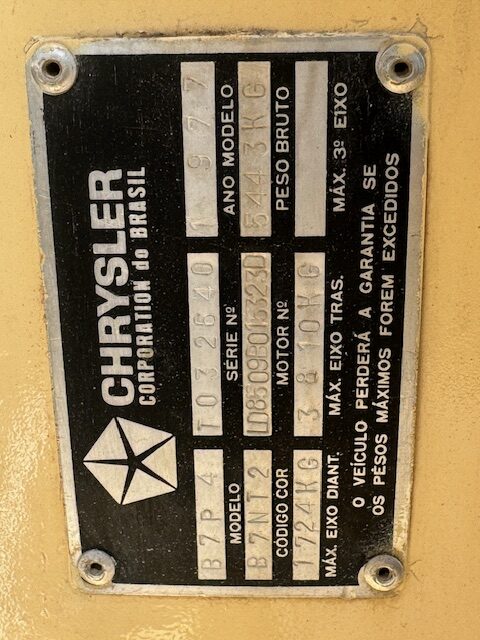 CHRYSLER
CORPORATION do BRASIL
B7P4 T032640 1977
MODELO SÉRIE Nº ANO MODELO
B7NT2 LD8509B015323D 5443KG
CÓDIGO COR MOTOR Nº PESO BRUTO
1724KG 3810KG
MÁX. EIXO DIANT. MÁX. EIXO TRAS. MÁX. 3º EIXO
O VEÍCULO PERDERÁ A GARANTIA SE
OS PÊSOS MÁXIMOS FOREM EXCEDIDOS